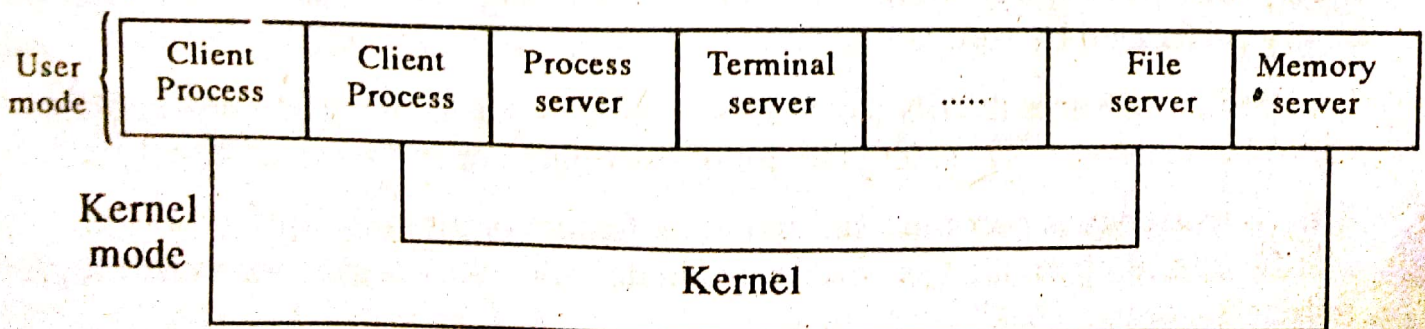 User
mode
Client
Process
Client
Process
Process
server
Terminal
server
.....
File
server
Memory
server
Kernel
mode
Kernel